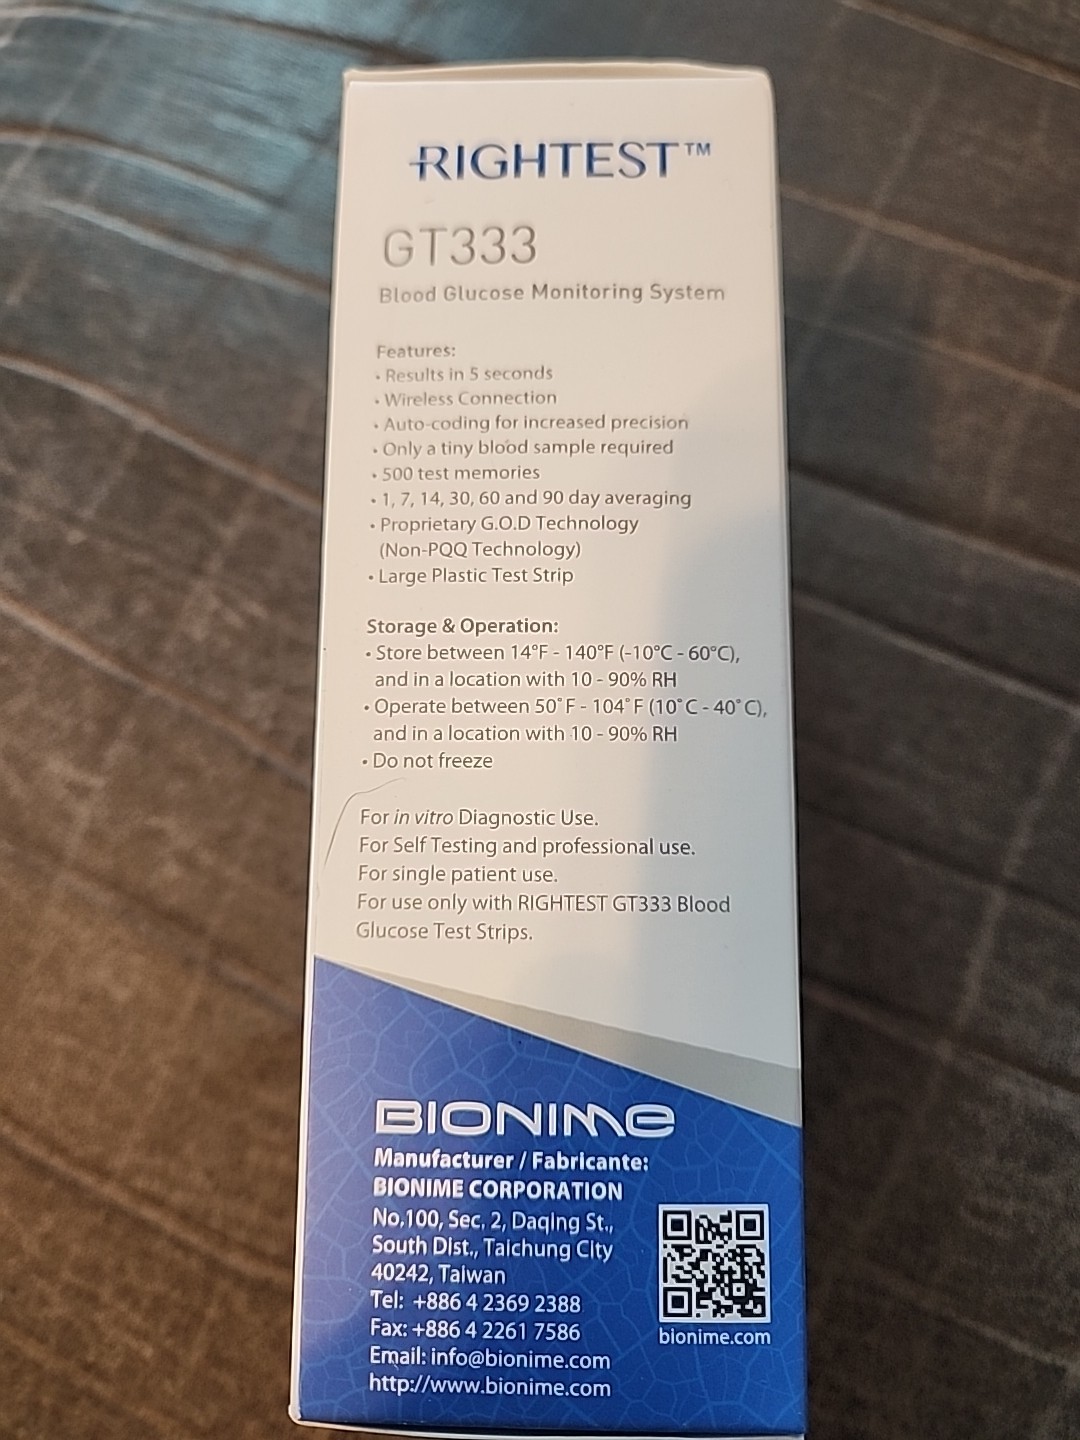 RIGHTEST™
GT333
Blood Glucose Monitoring System
Features:
• Results in 5 seconds
• Wireless Connection
• Auto-coding for increased precision
• Only a tiny blood sample required
• 500 test memories
• 1, 7, 14, 30, 60 and 90 day averaging
• Proprietary G.O.D Technology
(Non-PQQ Technology)
• Large Plastic Test Strip
Storage & Operation:
• Store between 14°F - 140°F (-10°C - 60°C),
and in a location with 10 - 90% RH
• Operate between 50°F - 104°F (10°C - 40°C),
and in a location with 10 - 90% RH
• Do not freeze
For in vitro Diagnostic Use.
For Self Testing and professional use.
For single patient use.
For use only with RIGHTEST GT333 Blood
Glucose Test Strips.
BIONIME
Manufacturer / Fabricante:
BIONIME CORPORATION
No.100, Sec. 2, Daqing St.,
South Dist., Taichung City
40242, Taiwan
Tel: +886 4 2369 2388
Fax: +886 4 2261 7586
Email: info@bionime.com
http://www.bionime.com
bionime.com